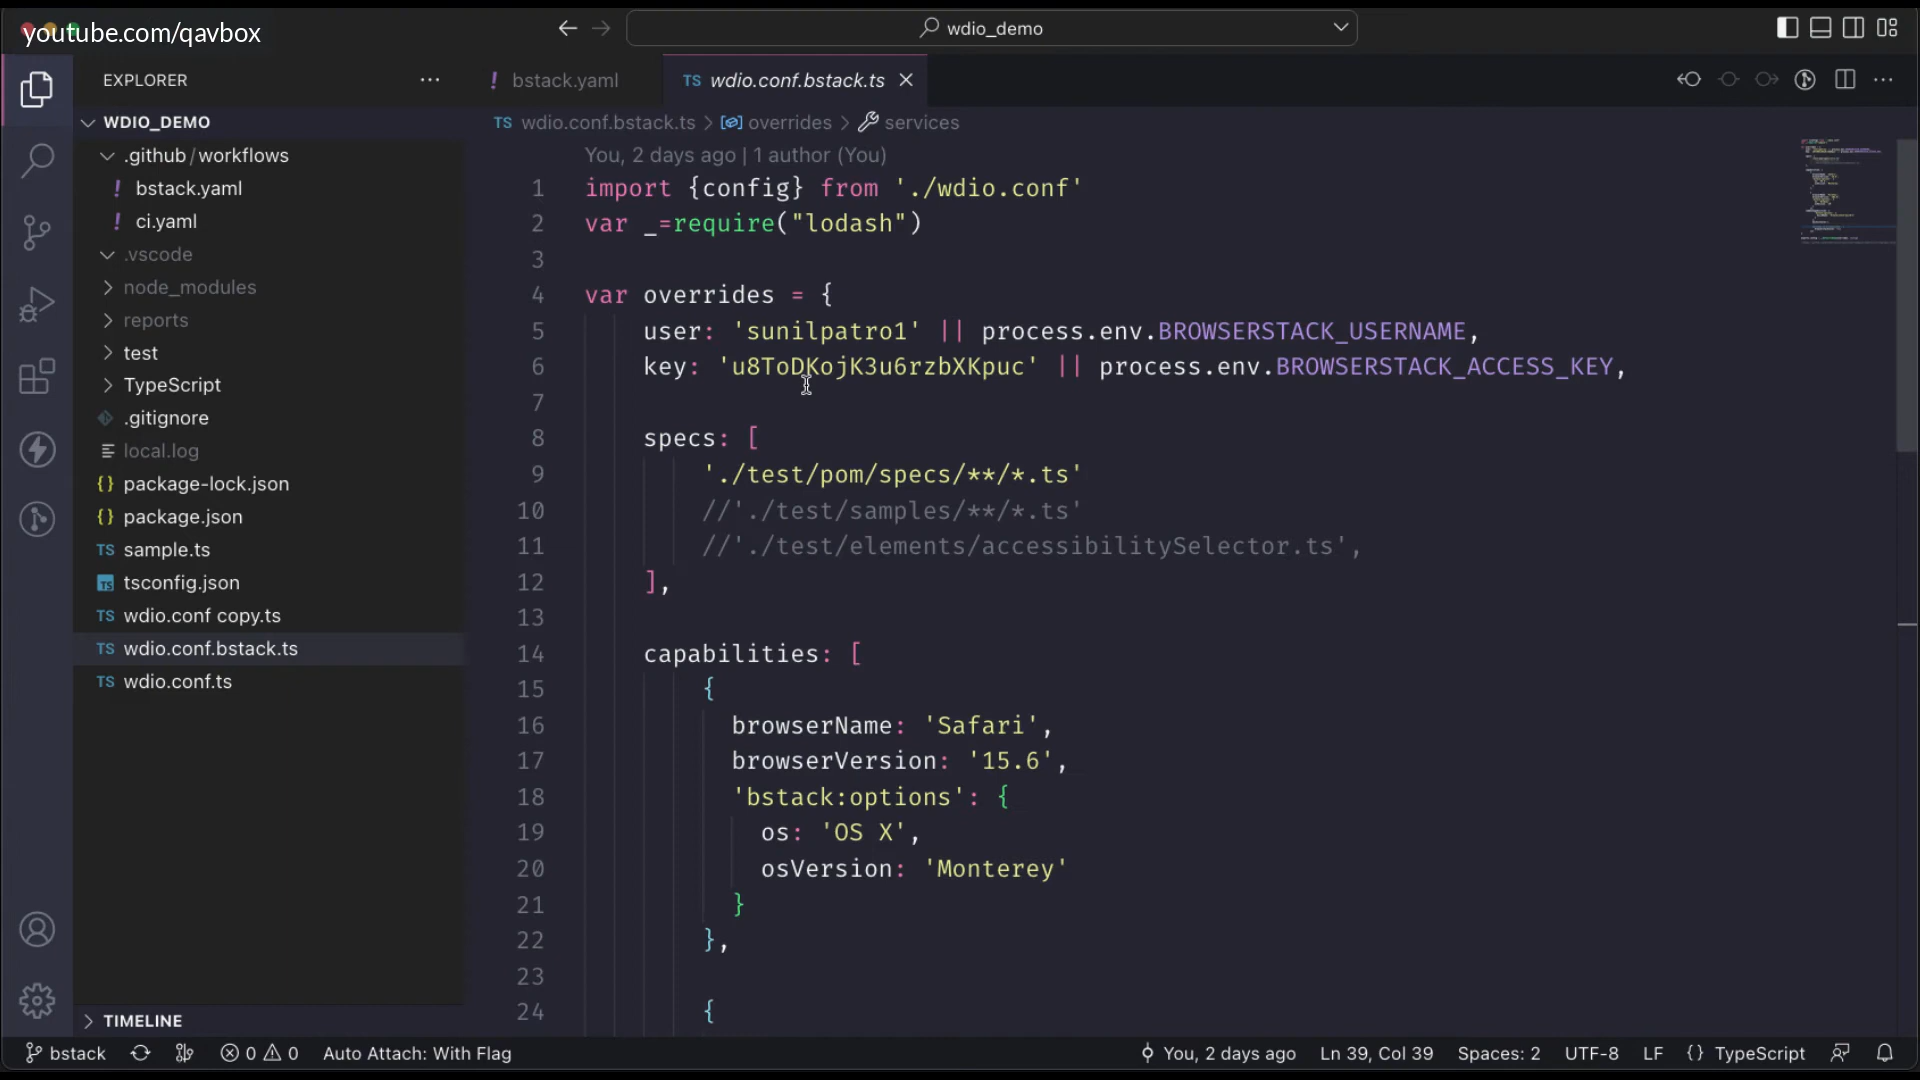 youtube.com/qavbox
wdio_demo
EXPLORER
bstack.yaml
TS wdio.conf.bstack.ts
WDIO_DEMO
TS wdio.conf.bstack.ts > overrides > services
.github/workflows
bstack.yaml
ci.yaml
.vscode
node_modules
reports
test
TypeScript
.gitignore
local.log
{} package-lock.json
{} package.json
TS sample.ts
TS tsconfig.json
TS wdio.conf copy.ts
TS wdio.conf.bstack.ts
TS wdio.conf.ts
TIMELINE
You, 2 days ago | 1 author (You)
1 import {config} from './wdio.conf'
2 var _=require("lodash")
3
4 var overrides = {
5 user: 'sunilpatro1' || process.env.BROWSERSTACK_USERNAME,
6 key: 'u8ToDKojK3u6rzbXKpuc' || process.env.BROWSERSTACK_ACCESS_KEY,
7
8 specs: [
9 './test/pom/specs/**/*.ts'
10 //'./test/samples/**/*.ts'
11 //'./test/elements/accessibilitySelector.ts',
12 ],
13
14 capabilities: [
15 {
16 browserName: 'Safari',
17 browserVersion: '15.6',
18 'bstack:options': {
19 os: 'OS X',
20 osVersion: 'Monterey'
21 }
22 },
23
24 {
bstack 0 0 Auto Attach: With Flag You, 2 days ago Ln 39, Col 39 Spaces: 2 UTF-8 LF {} TypeScript